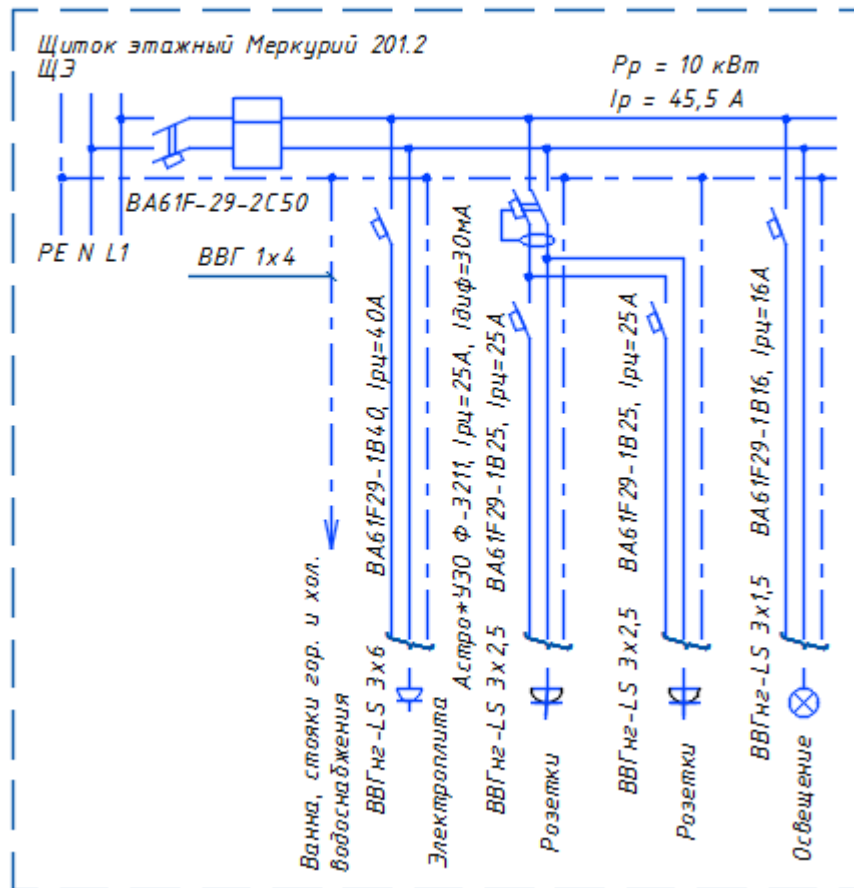 Щиток этажный Меркурий 201.2
ЩЭ
Рр = 10 кВт
Iр = 45,5 А
ВА61F-29-2С50
PE N L1
ВВГ 1х4
Ванна, стояки гор. и хол.
водоснабжения
ВВГнг-LS 3х6
ВА61F29-1В40, Iрц=40А
Электроплита
Астро*УЗО Ф-3211, Iрц=25А, Iдиф=30мА
ВВГнг-LS 3х2,5
ВА61F29-1В25, Iрц=25А
Розетки
ВВГнг-LS 3х2,5
ВА61F29-1В25, Iрц=25А
Розетки
ВВГнг-LS 3х1,5
ВА61F29-1В16, Iрц=16А
Освещение